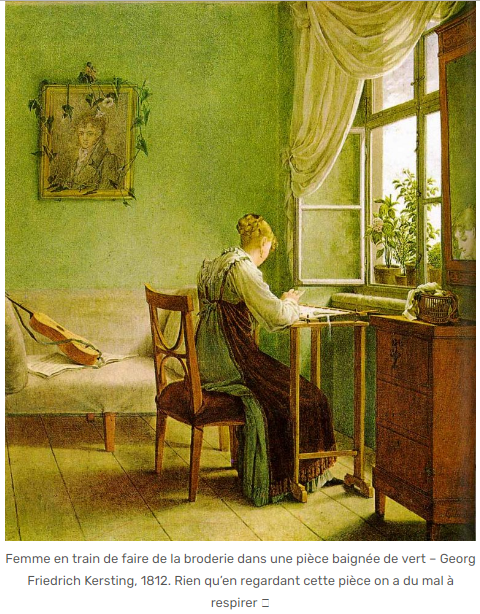 Femme en train de faire de la broderie dans une pièce baignée de vert – Georg
Friedrich Kersting, 1812. Rien qu'en regardant cette pièce on a du mal à
respirer